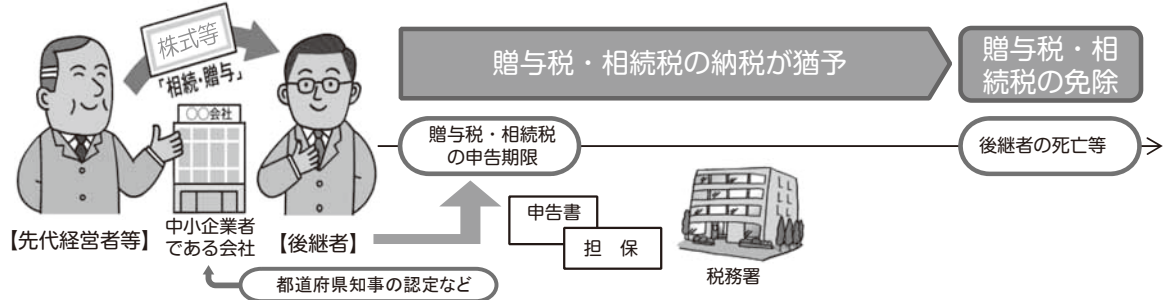 株式等
「相続・贈与」
○○会社
贈与税・相続税の納税が猶予
贈与税・相
続税の免除
贈与税・相続税
の申告期限
後継者の死亡等
申告書
担 保
【先代経営者等】
中小企業者
である会社
【後継者】
税務署
都道府県知事の認定など